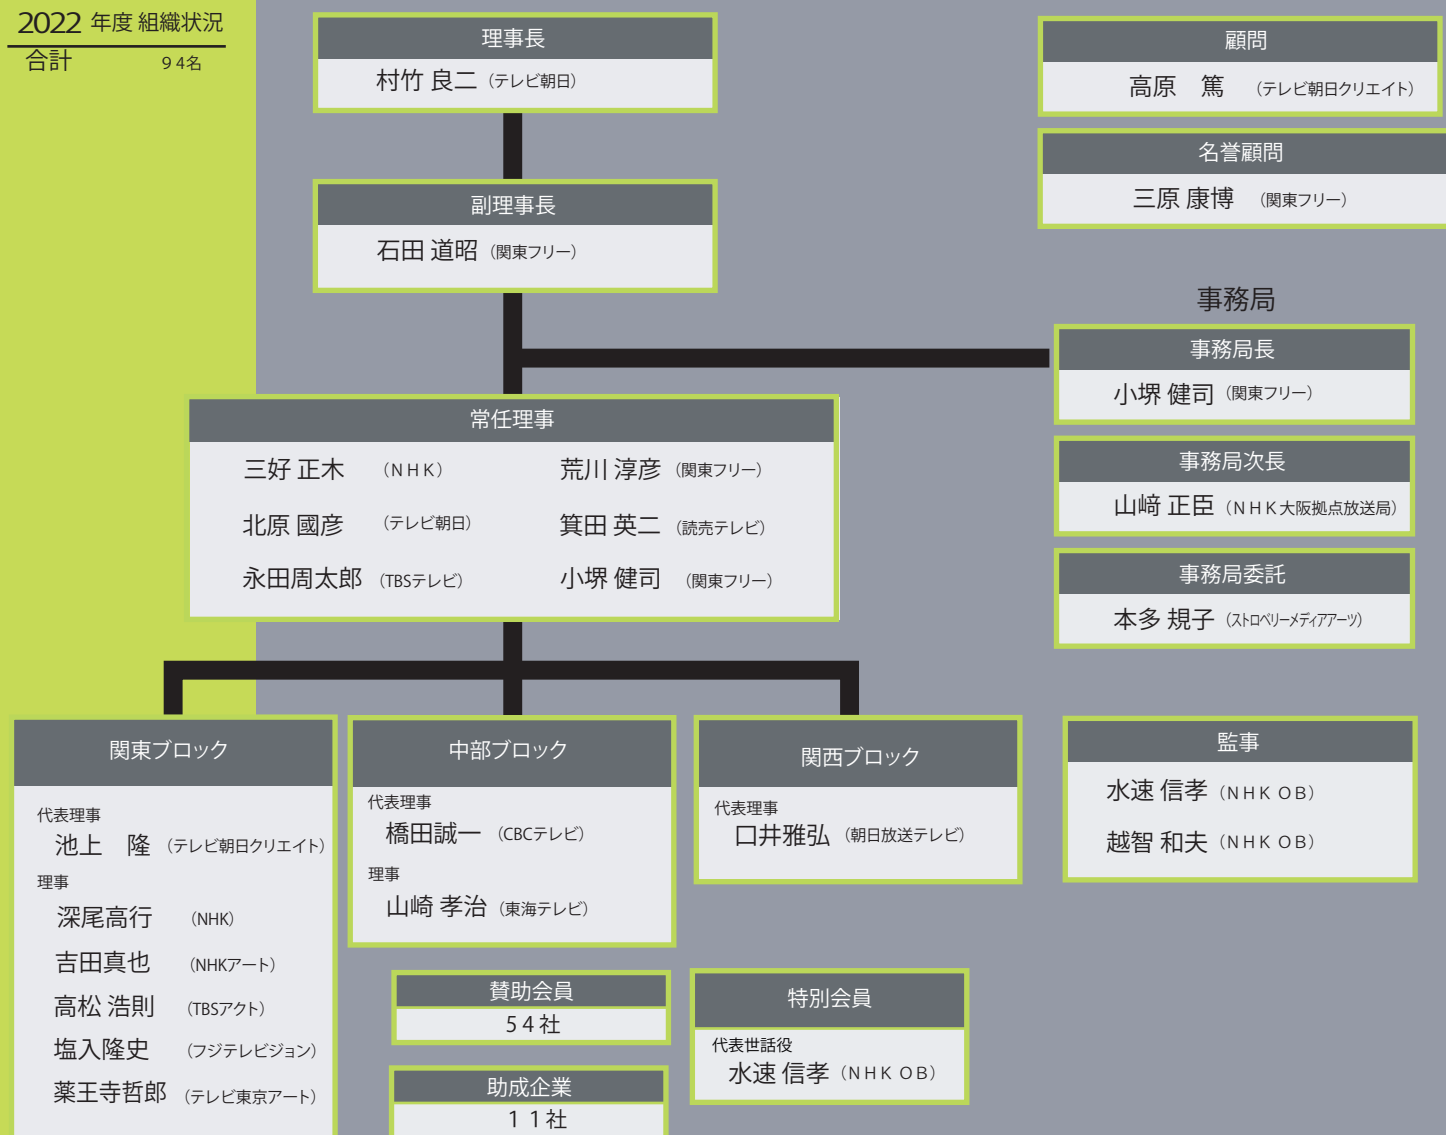 2022 年度 組織状況
合計 94名
理事長
村竹 良二（テレビ朝日）
副理事長
石田 道昭（関東フリー）
顧問
高原　篤（テレビ朝日クリエイト）
名誉顧問
三原 康博（関東フリー）
事務局
事務局長
小堺 健司（関東フリー）
事務局次長
山﨑 正臣（ＮＨＫ大阪拠点放送局）
事務局委託
本多 規子（ストロベリーメディアアーツ）
常任理事
三好 正木（ＮＨＫ） 荒川 淳彦（関東フリー）
北原 國彦（テレビ朝日） 箕田 英二（読売テレビ）
永田周太郎（TBSテレビ） 小堺 健司（関東フリー）
関東ブロック
代表理事
池上　隆（テレビ朝日クリエイト）
理事
深尾高行（NHK）
吉田真也（NHKアート）
高松 浩則（TBSアクト）
塩入隆史（フジテレビジョン）
薬王寺哲郎（テレビ東京アート）
中部ブロック
代表理事
橋田誠一（CBCテレビ）
理事
山崎 孝治（東海テレビ）
関西ブロック
代表理事
口井雅弘（朝日放送テレビ）
監事
水速 信孝（ＮＨＫ ＯＢ）
越智 和夫（ＮＨＫ ＯＢ）
賛助会員
５４社
助成企業
１１社
特別会員
代表世話役
水速 信孝（ＮＨＫ ＯＢ）